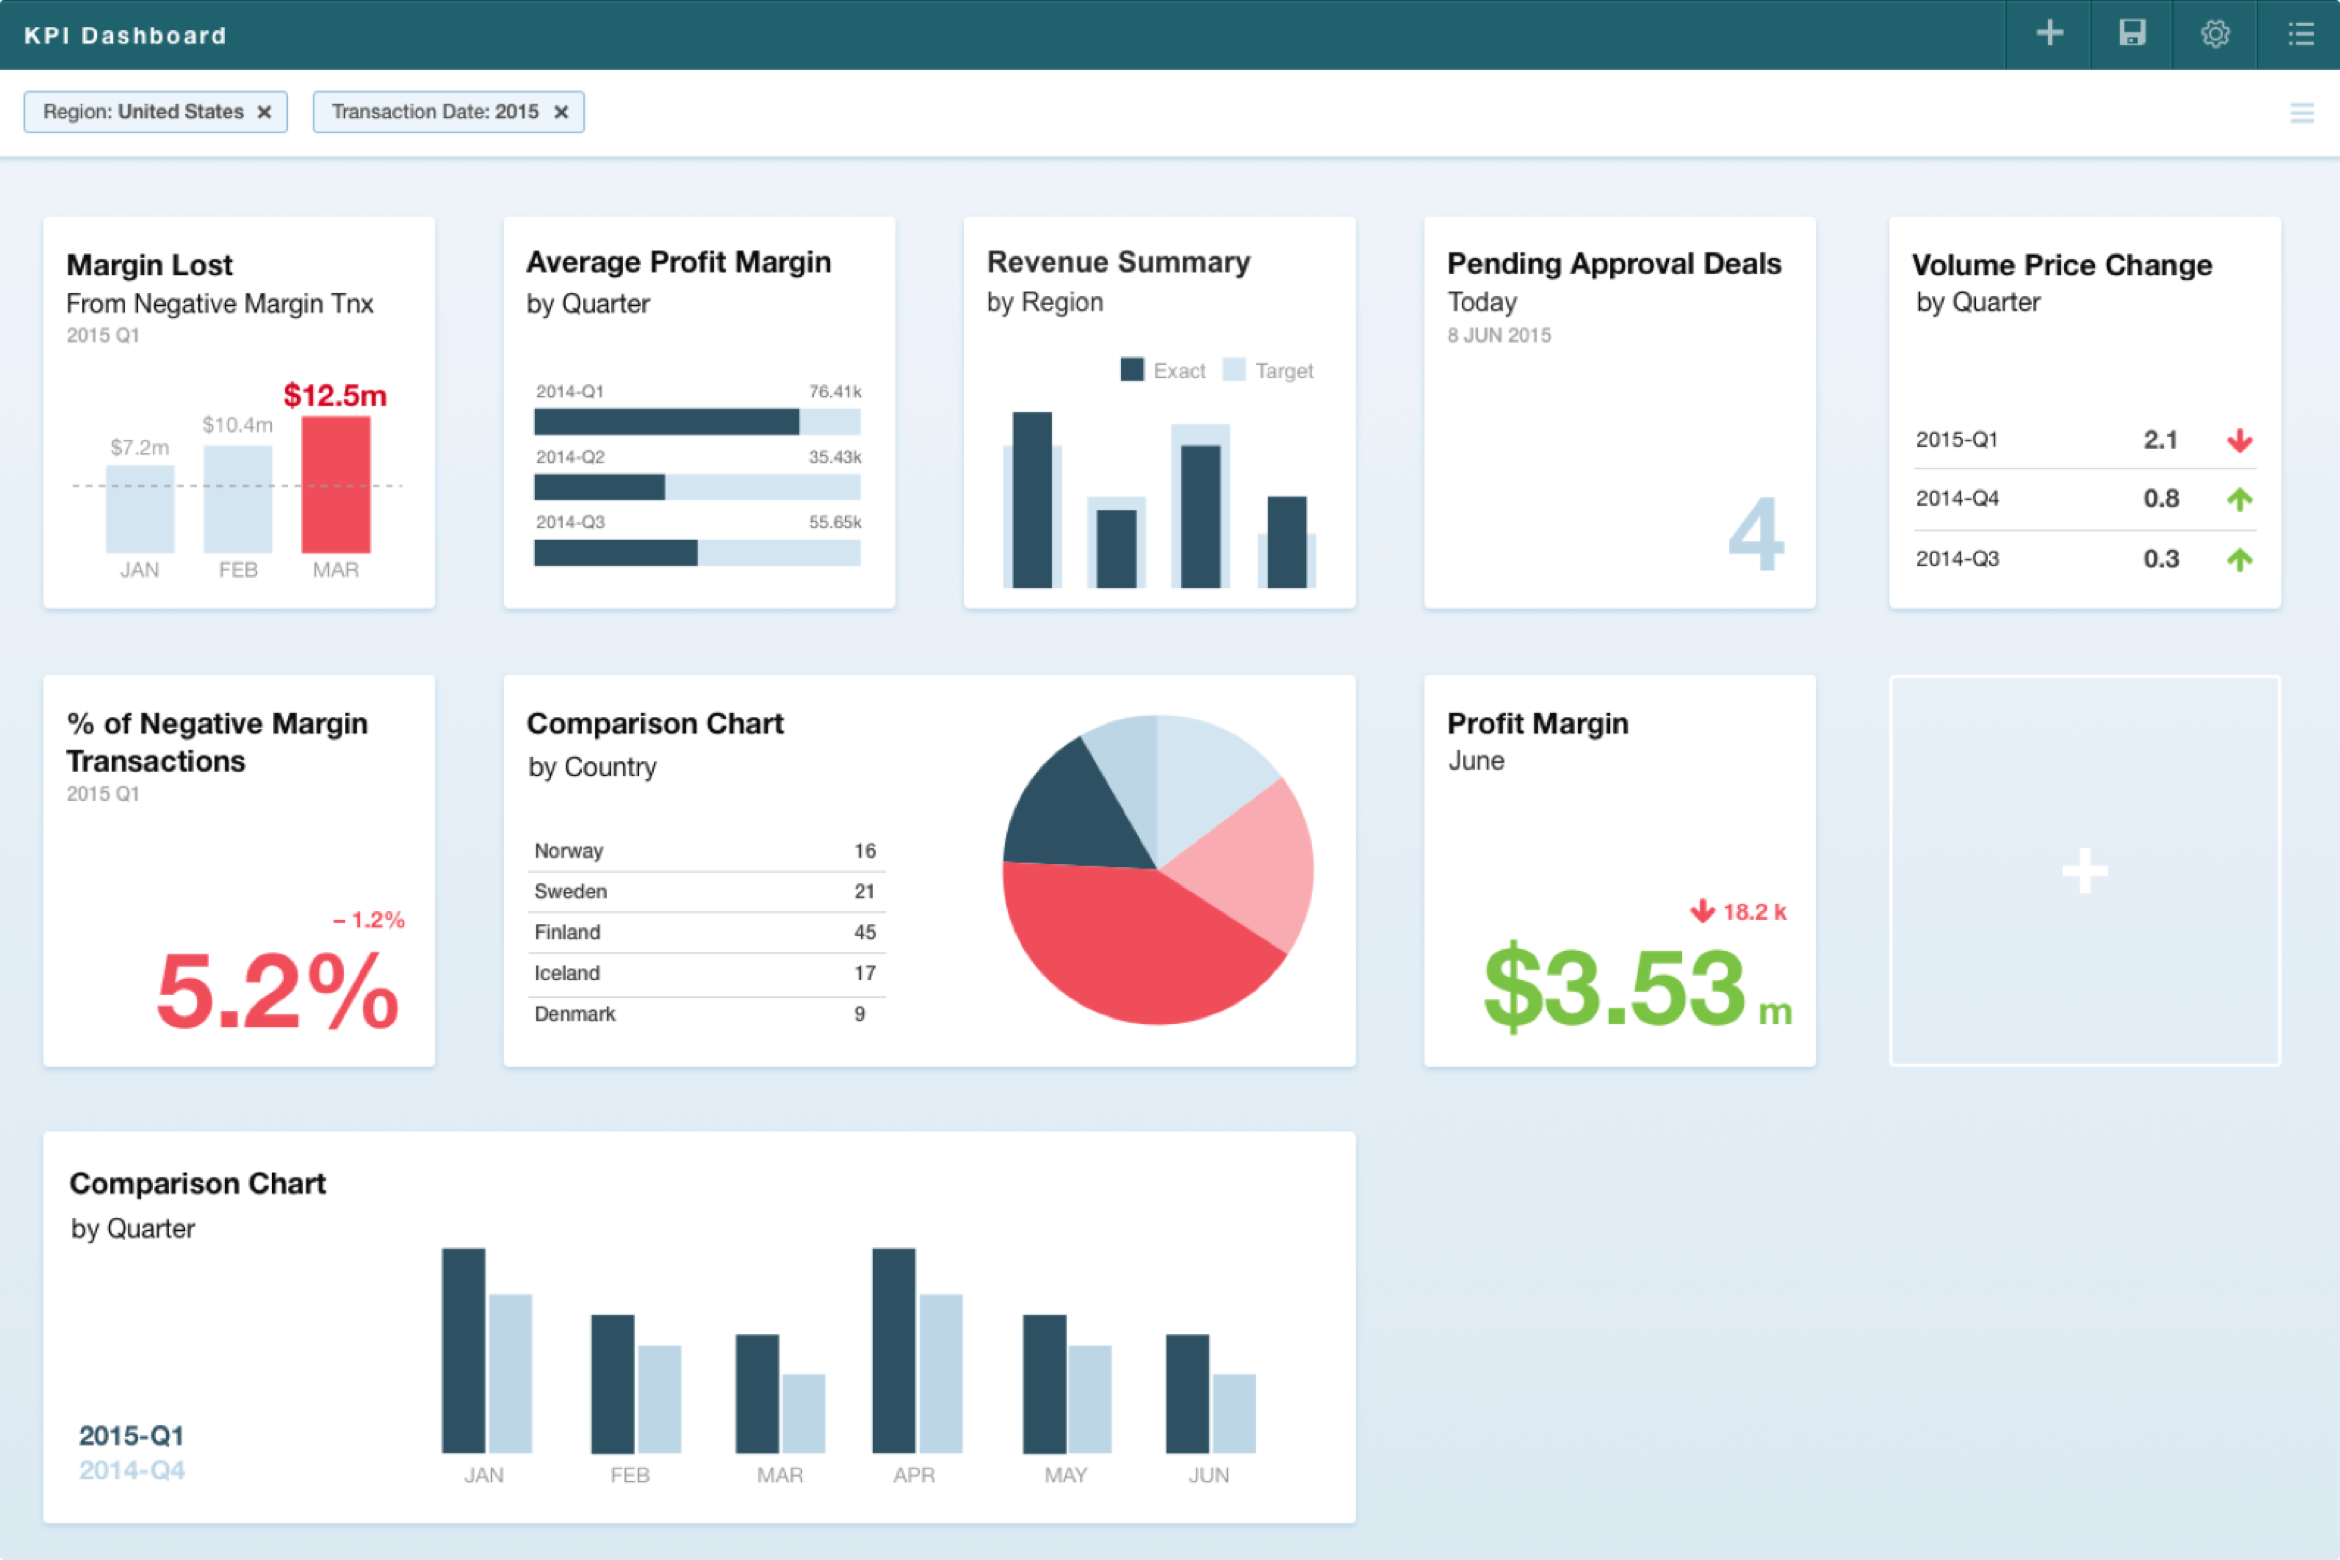 KPI Dashboard
Region: United States ×
Transaction Date: 2015 ×
Margin Lost
From Negative Margin Tnx
2015 Q1
$7.2m
$10.4m
$12.5m
JAN
FEB
MAR
Average Profit Margin
by Quarter
2014-Q1 76.41k
2014-Q2 35.43k
2014-Q3 55.65k
Revenue Summary
by Region
Exact Target
Pending Approval Deals
Today
8 JUN 2015
4
Volume Price Change
by Quarter
2015-Q1 2.1
2014-Q4 0.8
2014-Q3 0.3
% of Negative Margin
Transactions
2015 Q1
– 1.2%
5.2%
Comparison Chart
by Country
Norway 16
Sweden 21
Finland 45
Iceland 17
Denmark 9
Profit Margin
June
18.2 k
$3.53 m
Comparison Chart
by Quarter
2015-Q1
2014-Q4
JAN
FEB
MAR
APR
MAY
JUN